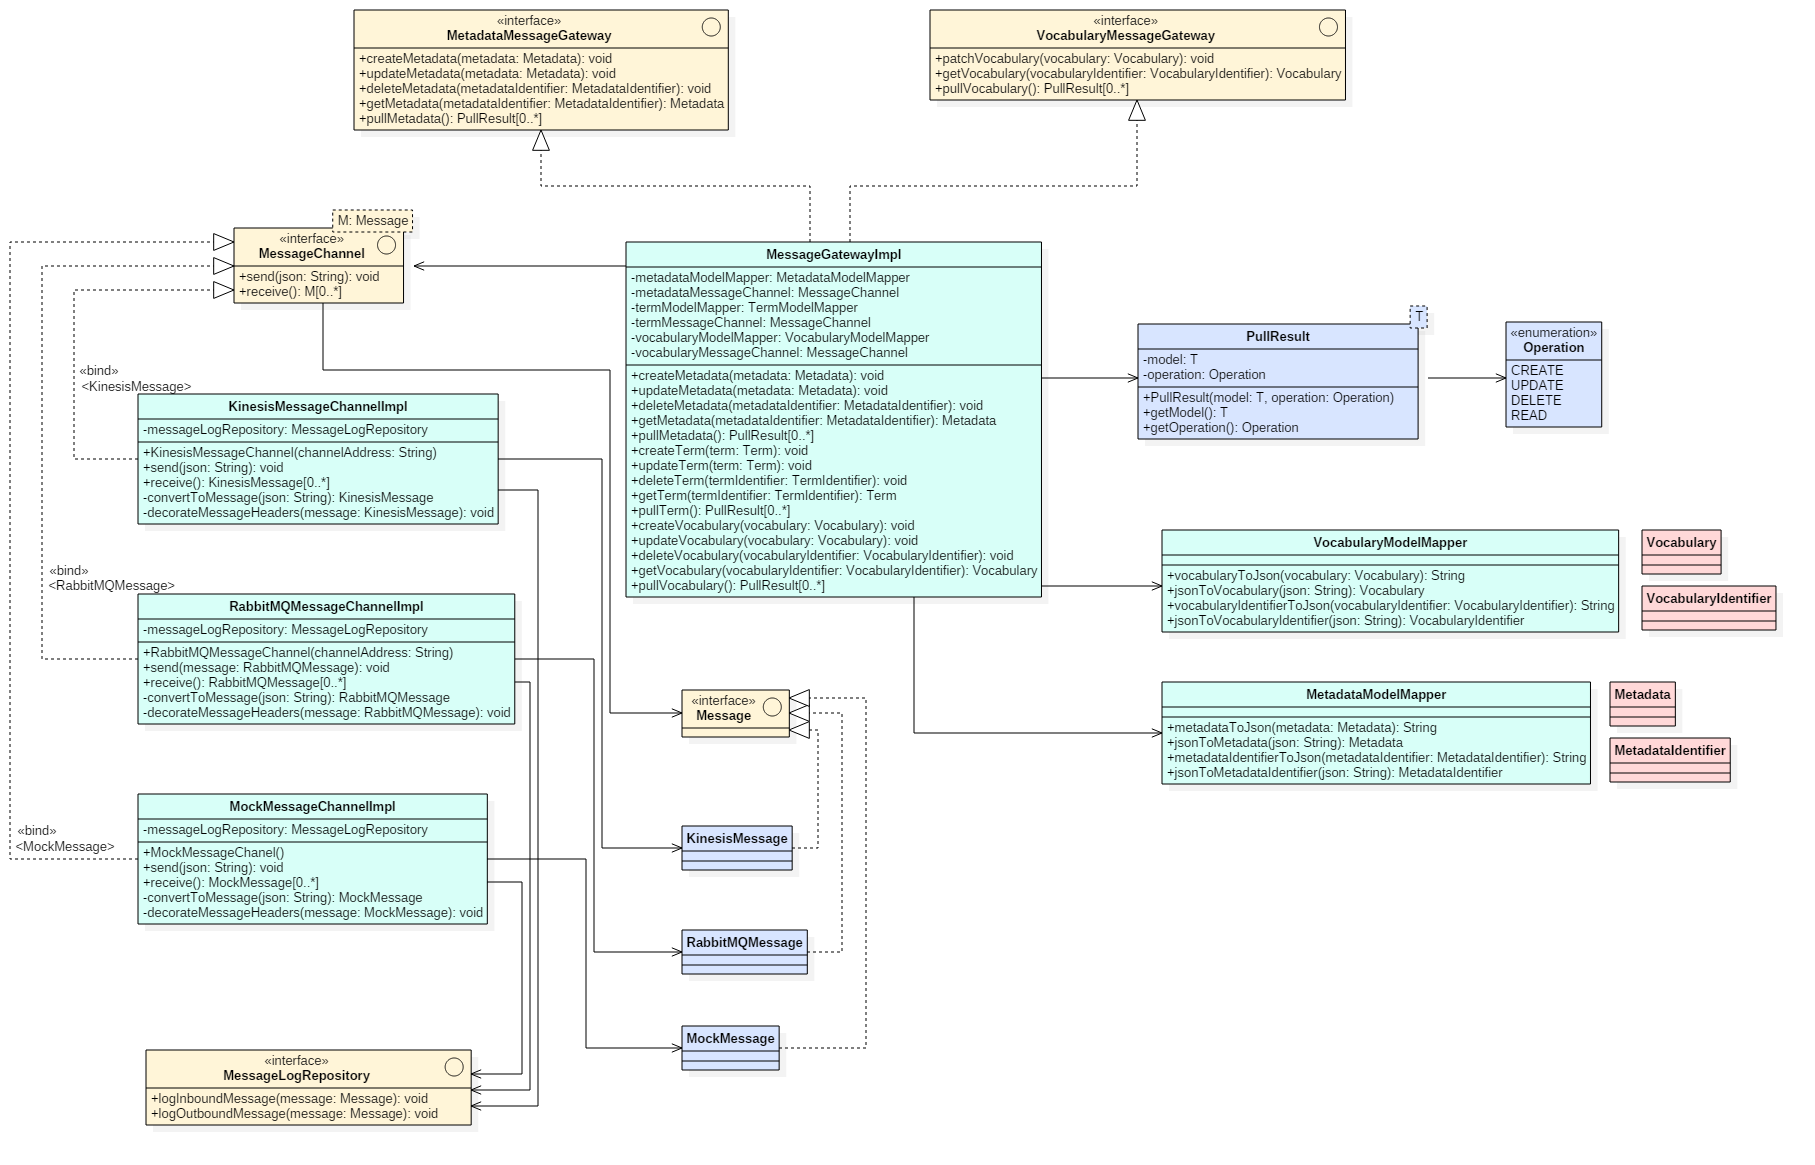 «interface»
MetadataMessageGateway
+createMetadata(metadata: Metadata): void
+updateMetadata(metadata: Metadata): void
+deleteMetadata(metadataIdentifier: MetadataIdentifier): void
+getMetadata(metadataIdentifier: MetadataIdentifier): Metadata
+pullMetadata(): PullResult[0..*]
«interface»
VocabularyMessageGateway
+patchVocabulary(vocabulary: Vocabulary): void
+getVocabulary(vocabularyIdentifier: VocabularyIdentifier): Vocabulary
+pullVocabulary(): PullResult[0..*]
M: Message
«interface»
MessageChannel
+send(json: String): void
+receive(): M[0..*]
MessageGatewayImpl
-metadataModelMapper: MetadataModelMapper
-metadataMessageChannel: MessageChannel
-termModelMapper: TermModelMapper
-termMessageChannel: MessageChannel
-vocabularyModelMapper: VocabularyModelMapper
-vocabularyMessageChannel: MessageChannel
+createMetadata(metadata: Metadata): void
+updateMetadata(metadata: Metadata): void
+deleteMetadata(metadataIdentifier: MetadataIdentifier): void
+getMetadata(metadataIdentifier: MetadataIdentifier): Metadata
+pullMetadata(): PullResult[0..*]
+createTerm(term: Term): void
+updateTerm(term: Term): void
+deleteTerm(termIdentifier: TermIdentifier): void
+getTerm(termIdentifier: TermIdentifier): Term
+pullTerm(): PullResult[0..*]
+createVocabulary(vocabulary: Vocabulary): void
+updateVocabulary(vocabulary: Vocabulary): void
+deleteVocabulary(vocabularyIdentifier: VocabularyIdentifier): void
+getVocabulary(vocabularyIdentifier: VocabularyIdentifier): Vocabulary
+pullVocabulary(): PullResult[0..*]
T
PullResult
-model: T
-operation: Operation
+PullResult(model: T, operation: Operation)
+getModel(): T
+getOperation(): Operation
«enumeration»
Operation
CREATE
UPDATE
DELETE
READ
«bind»
<KinesisMessage>
KinesisMessageChannelImpl
-messageLogRepository: MessageLogRepository
+KinesisMessageChannel(channelAddress: String)
+send(json: String): void
+receive(): KinesisMessage[0..*]
-convertToMessage(json: String): KinesisMessage
-decorateMessageHeaders(message: KinesisMessage): void
«bind»
<RabbitMQMessage>
RabbitMQMessageChannelImpl
-messageLogRepository: MessageLogRepository
+RabbitMQMessageChannel(channelAddress: String)
+send(message: RabbitMQMessage): void
+receive(): RabbitMQMessage[0..*]
-convertToMessage(json: String): RabbitMQMessage
-decorateMessageHeaders(message: RabbitMQMessage): void
VocabularyModelMapper
+vocabularyToJson(vocabulary: Vocabulary): String
+jsonToVocabulary(json: String): Vocabulary
+vocabularyIdentifierToJson(vocabularyIdentifier: VocabularyIdentifier): String
+jsonToVocabularyIdentifier(json: String): VocabularyIdentifier
Vocabulary
VocabularyIdentifier
«interface»
Message
MetadataModelMapper
+metadataToJson(metadata: Metadata): String
+jsonToMetadata(json: String): Metadata
+metadataIdentifierToJson(metadataIdentifier: MetadataIdentifier): String
+jsonToMetadataIdentifier(json: String): MetadataIdentifier
Metadata
MetadataIdentifier
«bind»
<MockMessage>
MockMessageChannelImpl
-messageLogRepository: MessageLogRepository
+MockMessageChanel()
+send(json: String): void
+receive(): MockMessage[0..*]
-convertToMessage(json: String): MockMessage
-decorateMessageHeaders(message: MockMessage): void
KinesisMessage
RabbitMQMessage
MockMessage
«interface»
MessageLogRepository
+logInboundMessage(message: Message): void
+logOutboundMessage(message: Message): void